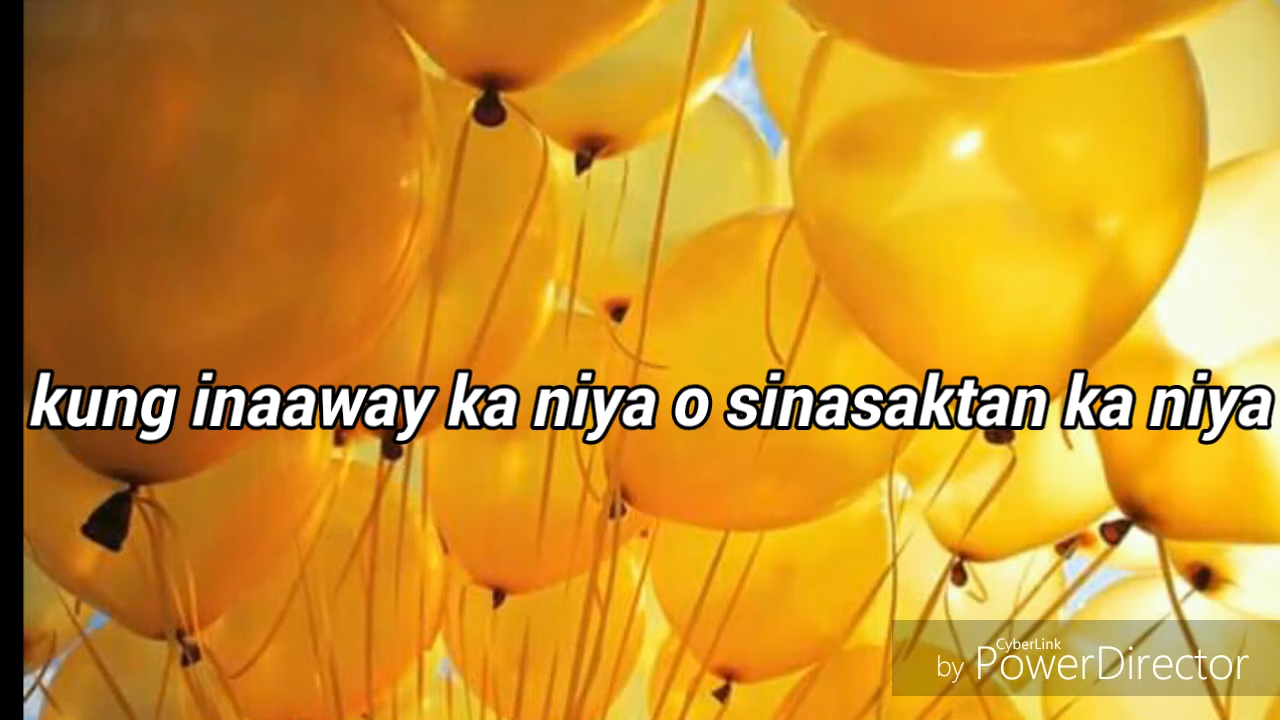 kung inaaway ka niya o sinasaktan ka niya
CyberLink
by PowerDirector